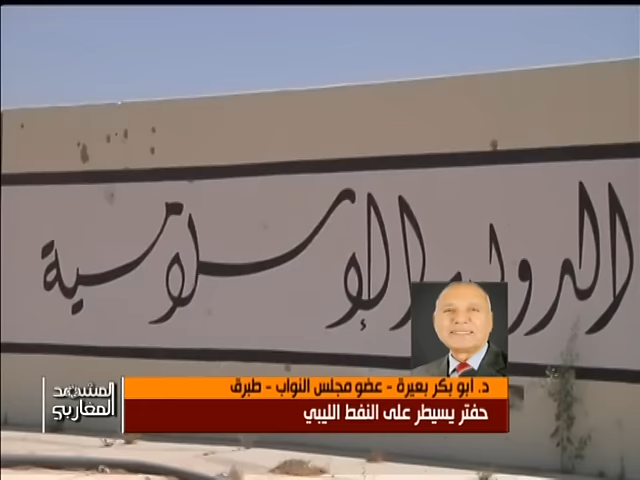 الدولة الإسلامية
د. أبو بكر بعيرة - عضو مجلس النواب - طبرق
حفتر يسيطر على النفط الليبي
المشهد
المغاربي